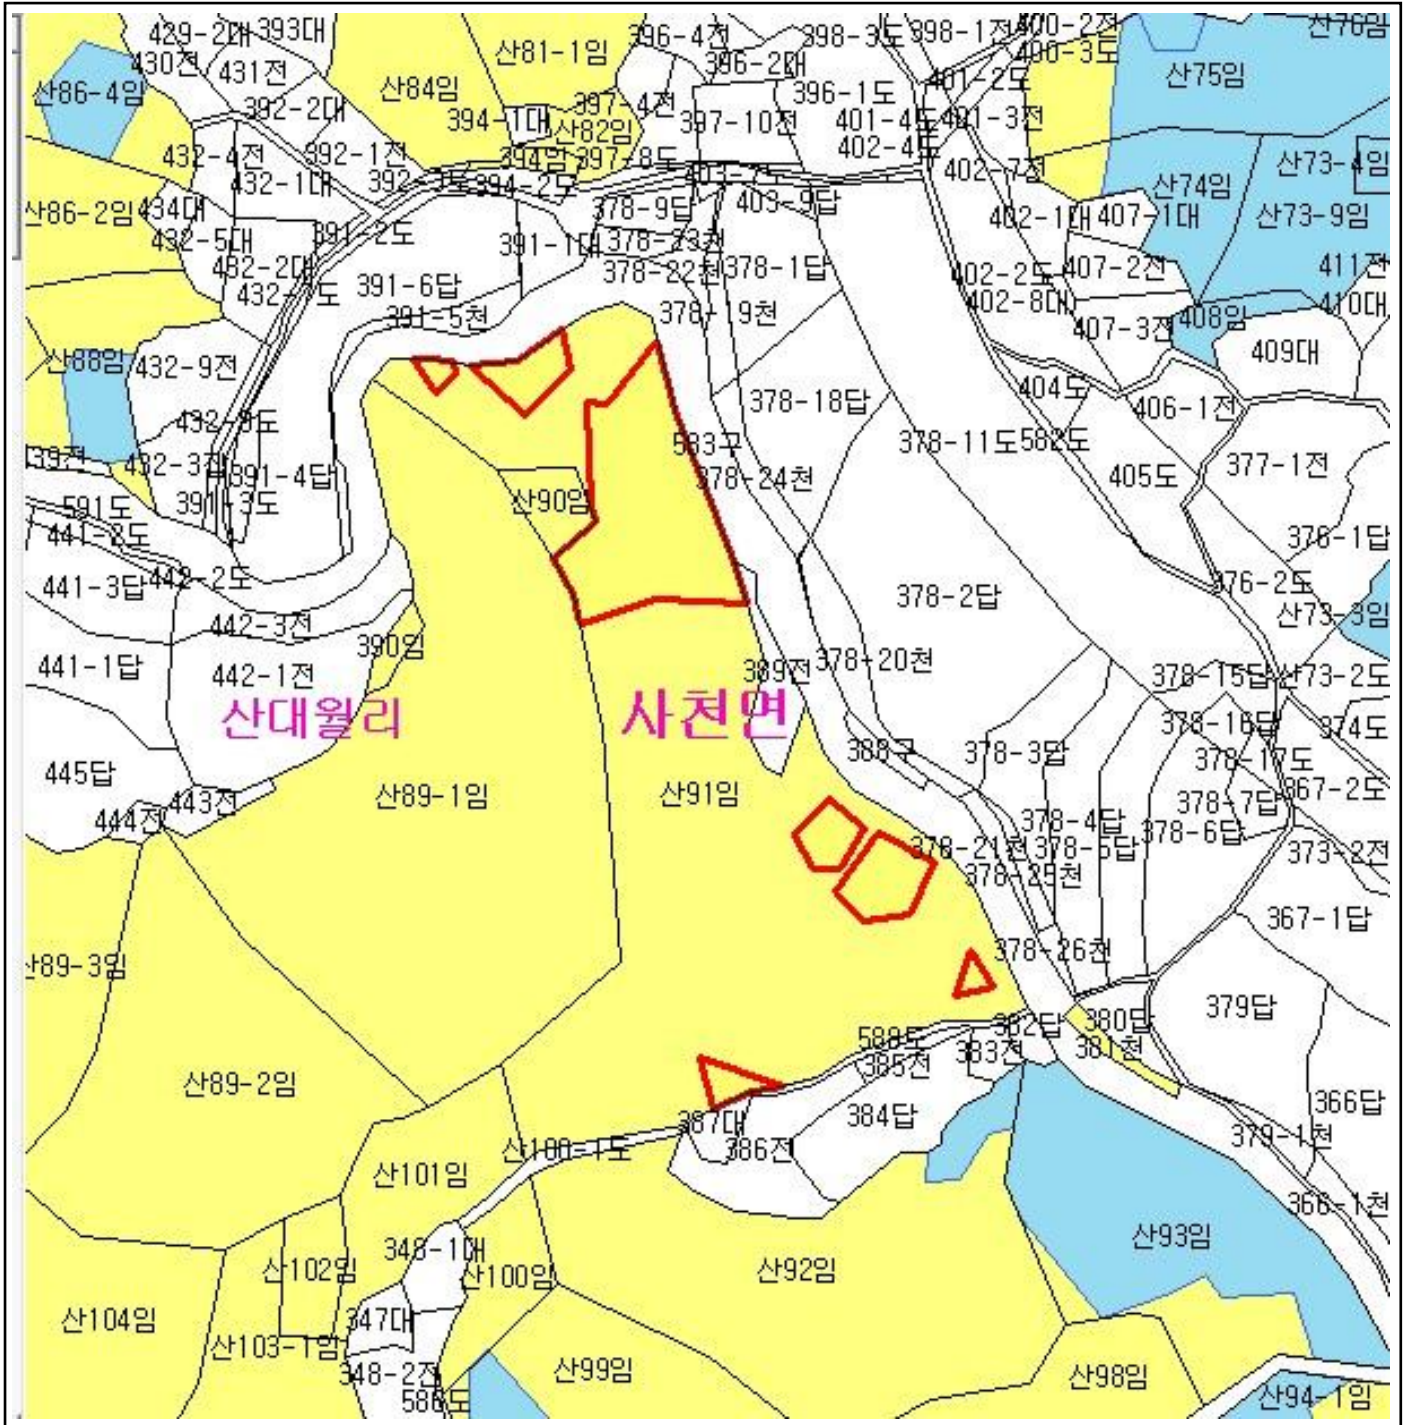 429-2대
393대
430전
431전
산86-4임
392-2대
산84임
산81-1임
396-4전
396-2대
398-3도
398-1전
400-2전
400-3도
산76임
산75임
401-2도
396-1도
397-4전
394-1대
산82임
397-10전
401-4도
401-3전
402-4도
432-4전
392-1전
394임
397-8도
402-7전
산73-4임
432-1대
394-2도
산74임
산86-2임
434대
378-9답
403-9답
402-1대
407-1대
산73-9임
432-5대
391-2도
391-1대
378-23천
432-2대
378-22천
378-1답
402-2도
407-2전
411전
391-6답
402-8대
410대
391-5천
378-19천
407-3전
408임
산88임
432-9전
409대
404도
378-18답
406-1전
432-9도
583구
378-11도
582도
432-3전
391-4답
378-24천
405도
377-1전
산90임
391-3도
591도
441-2도
376-1답
441-3답
442-2도
376-2도
378-2답
산73-3임
442-3전
390임
441-1답
442-1전
389전
378-20천
378-15답
산73-2도
산대월리
사천면
378-16답
374도
388구
378-3답
378-17도
445답
367-2도
산89-1임
산91임
443전
378-7답
444전
378-4답
378-6답
378-21천
378-5답
373-2전
378-25천
367-1답
378-26천
산89-3임
379답
588도
382답
380답
383전
381천
385전
산89-2임
366답
387대
384답
379-1천
산100-1도
386전
산101임
366-1천
산93임
348-1대
산102임
산100임
산92임
347대
산104임
산103-1임
348-2전
산99임
산98임
586도
산94-1임